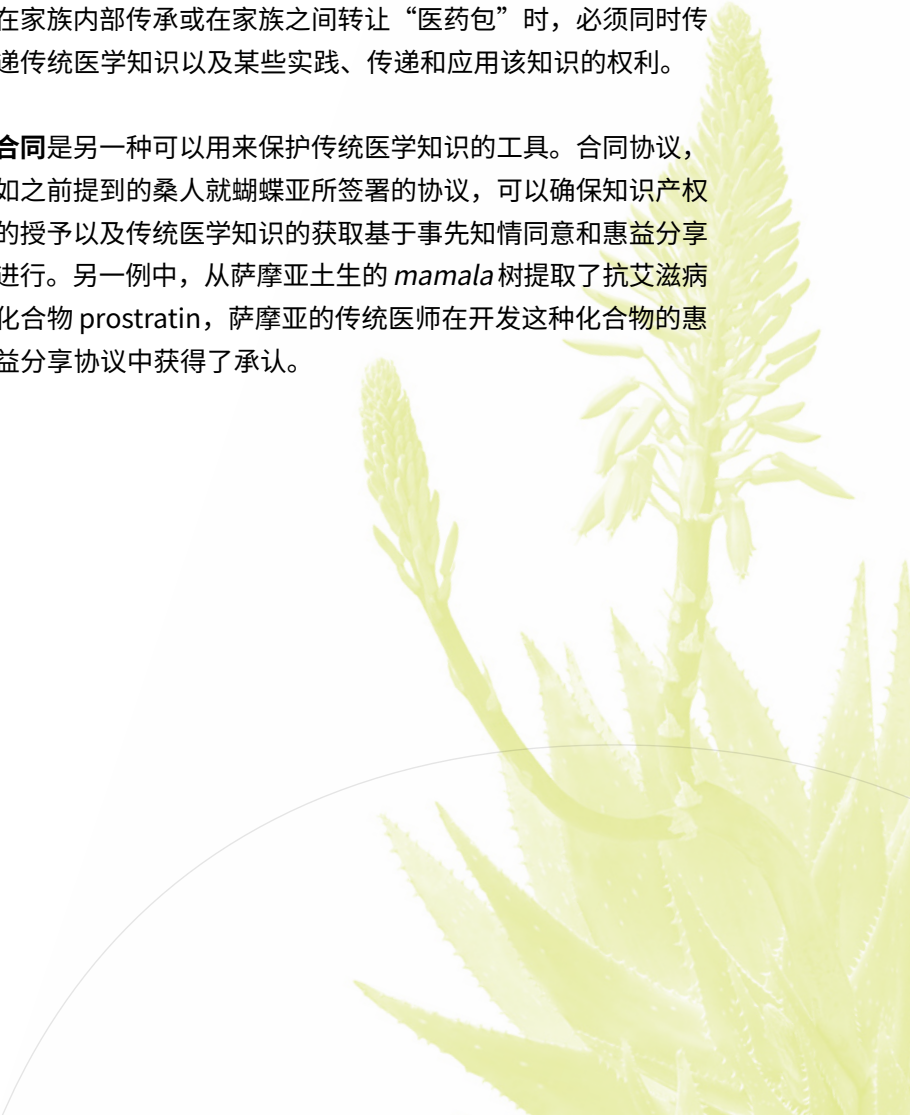 在家族内部传承或在家族之间转让“医药包”时，必须同时传
递传统医学知识以及某些实践、传递和应用该知识的权利。
合同是另一种可以用来保护传统医学知识的工具。合同协议，
如之前提到的桑人就蝴蝶亚所签署的协议，可以确保知识产权
的授予以及传统医学知识的获取基于事先知情同意和惠益分享
进行。另一例中，从萨摩亚土生的 mamala 树提取了抗艾滋病
化合物 prostratin，萨摩亚的传统医师在开发这种化合物的惠
益分享协议中获得了承认。